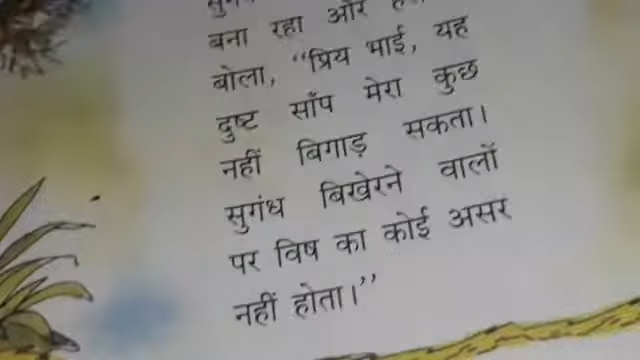 बना रहा और
बोला, “प्रिय भाई, यह
दुष्ट साँप मेरा कुछ
नहीं बिगाड़ सकता।
सुगंध बिखेरने वालों
पर विष का कोई असर
नहीं होता।”